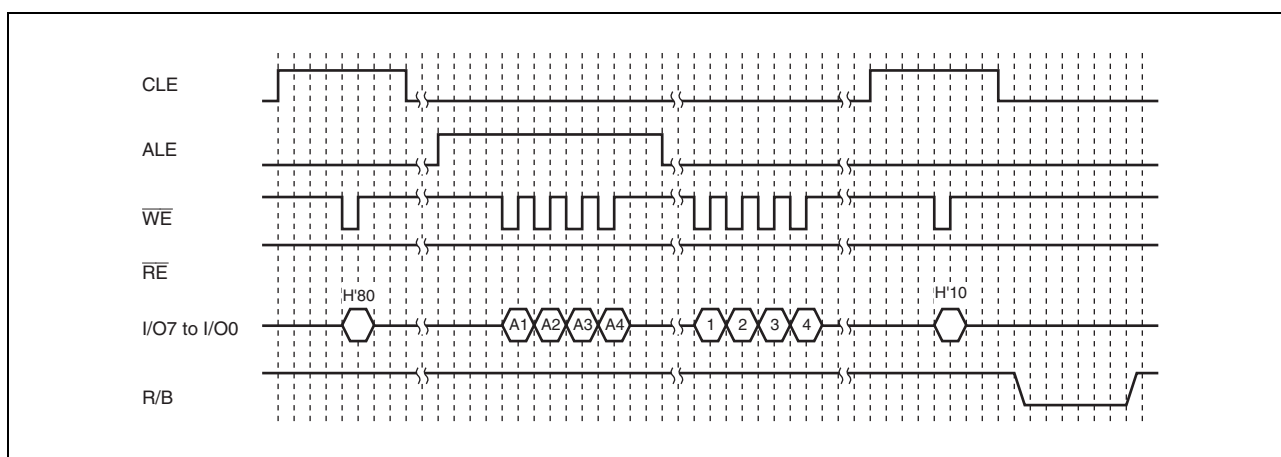 CLE
ALE
WE
RE
H'80
H'10
I/O7 to I/O0
A1 A2 A3 A4
1 2 3 4
R/B